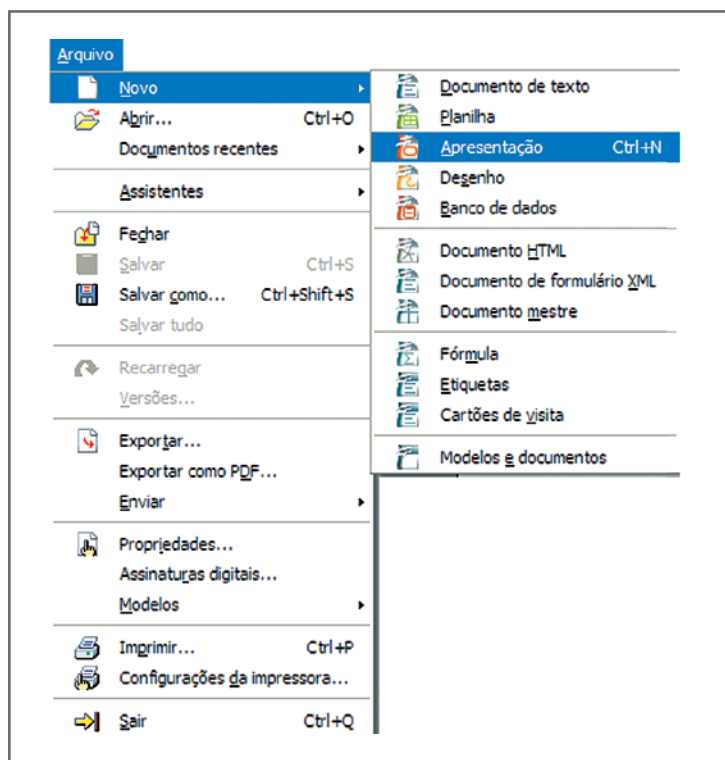 Arquivo
Novo
Abrir... Ctrl+O
Documentos recentes
Assistentes
Fechar
Salvar Ctrl+S
Salvar como... Ctrl+Shift+S
Salvar tudo
Recarregar
Versões...
Exportar...
Exportar como PDF...
Enviar
Propriedades...
Assinaturas digitais...
Modelos
Imprimir... Ctrl+P
Configurações da impressora...
Sair Ctrl+Q
Documento de texto
Planilha
Apresentação Ctrl+N
Desenho
Banco de dados
Documento HTML
Documento de formulário XML
Documento mestre
Fórmula
Etiquetas
Cartões de visita
Modelos e documentos